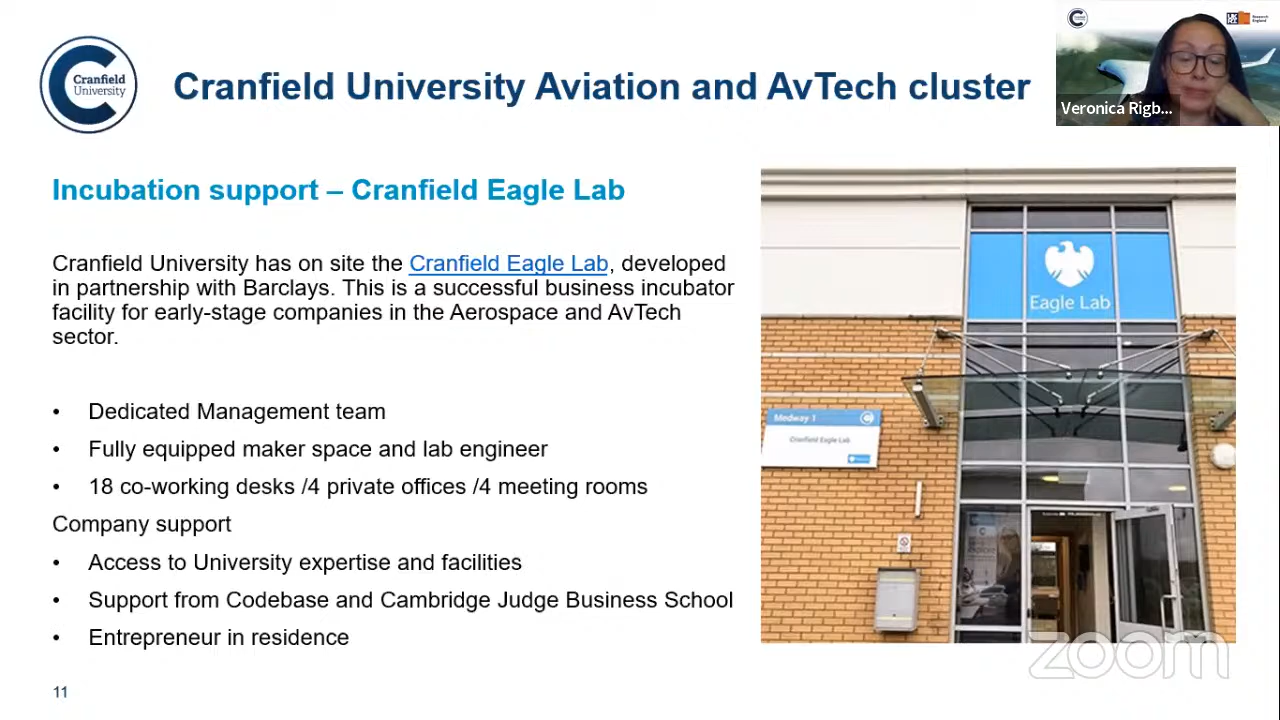 Cranfield
University
Cranfield University Aviation and AvTech cluster
Research
England
Veronica Rigb...
Incubation support – Cranfield Eagle Lab
Cranfield University has on site the Cranfield Eagle Lab, developed
in partnership with Barclays. This is a successful business incubator
facility for early-stage companies in the Aerospace and AvTech
sector.
• Dedicated Management team
• Fully equipped maker space and lab engineer
• 18 co-working desks /4 private offices /4 meeting rooms
Company support
• Access to University expertise and facilities
• Support from Codebase and Cambridge Judge Business School
• Entrepreneur in residence
Eagle Lab
Medway 1
Cranfield Eagle Lab
zoom
11